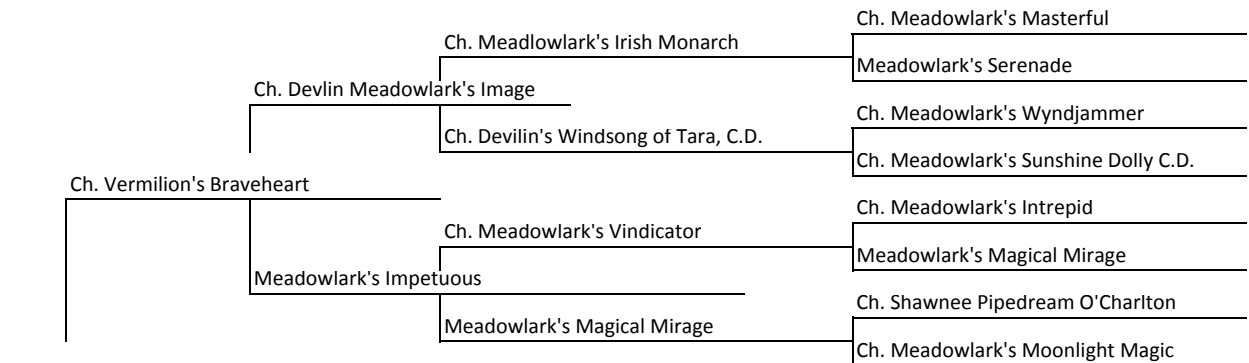 Ch. Meadowlark's Masterful
Ch. Meadlowlark's Irish Monarch
Meadowlark's Serenade
Ch. Devlin Meadowlark's Image
Ch. Meadowlark's Wyndjammer
Ch. Devilin's Windsong of Tara, C.D.
Ch. Meadowlark's Sunshine Dolly C.D.
Ch. Vermilion's Braveheart
Ch. Meadowlark's Intrepid
Ch. Meadowlark's Vindicator
Meadowlark's Magical Mirage
Meadowlark's Impetuous
Ch. Shawnee Pipedream O'Charlton
Meadowlark's Magical Mirage
Ch. Meadowlark's Moonlight Magic